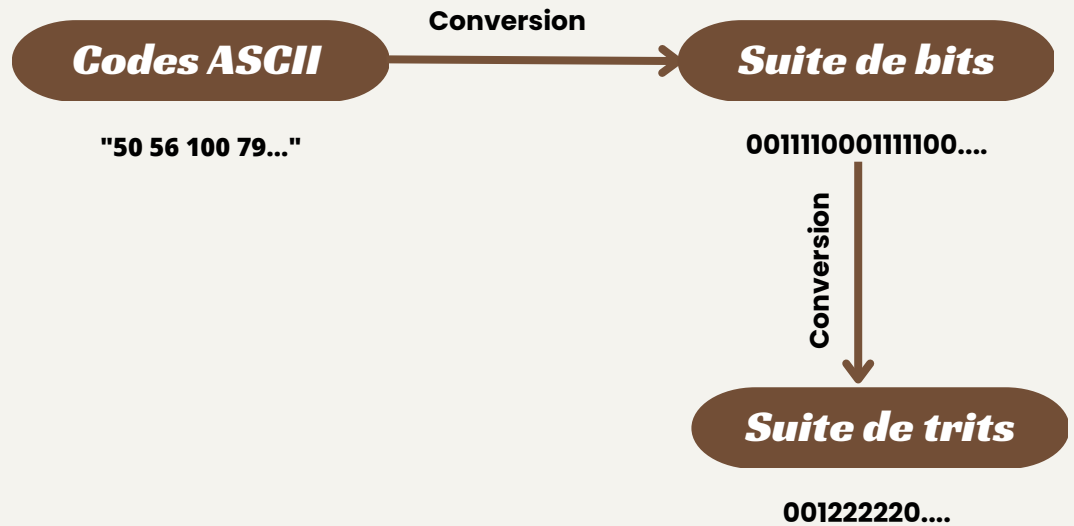 Conversion
Codes ASCII
Suite de bits
"50 56 100 79..."
0011110001111100....
Conversion
Suite de trits
001222220....